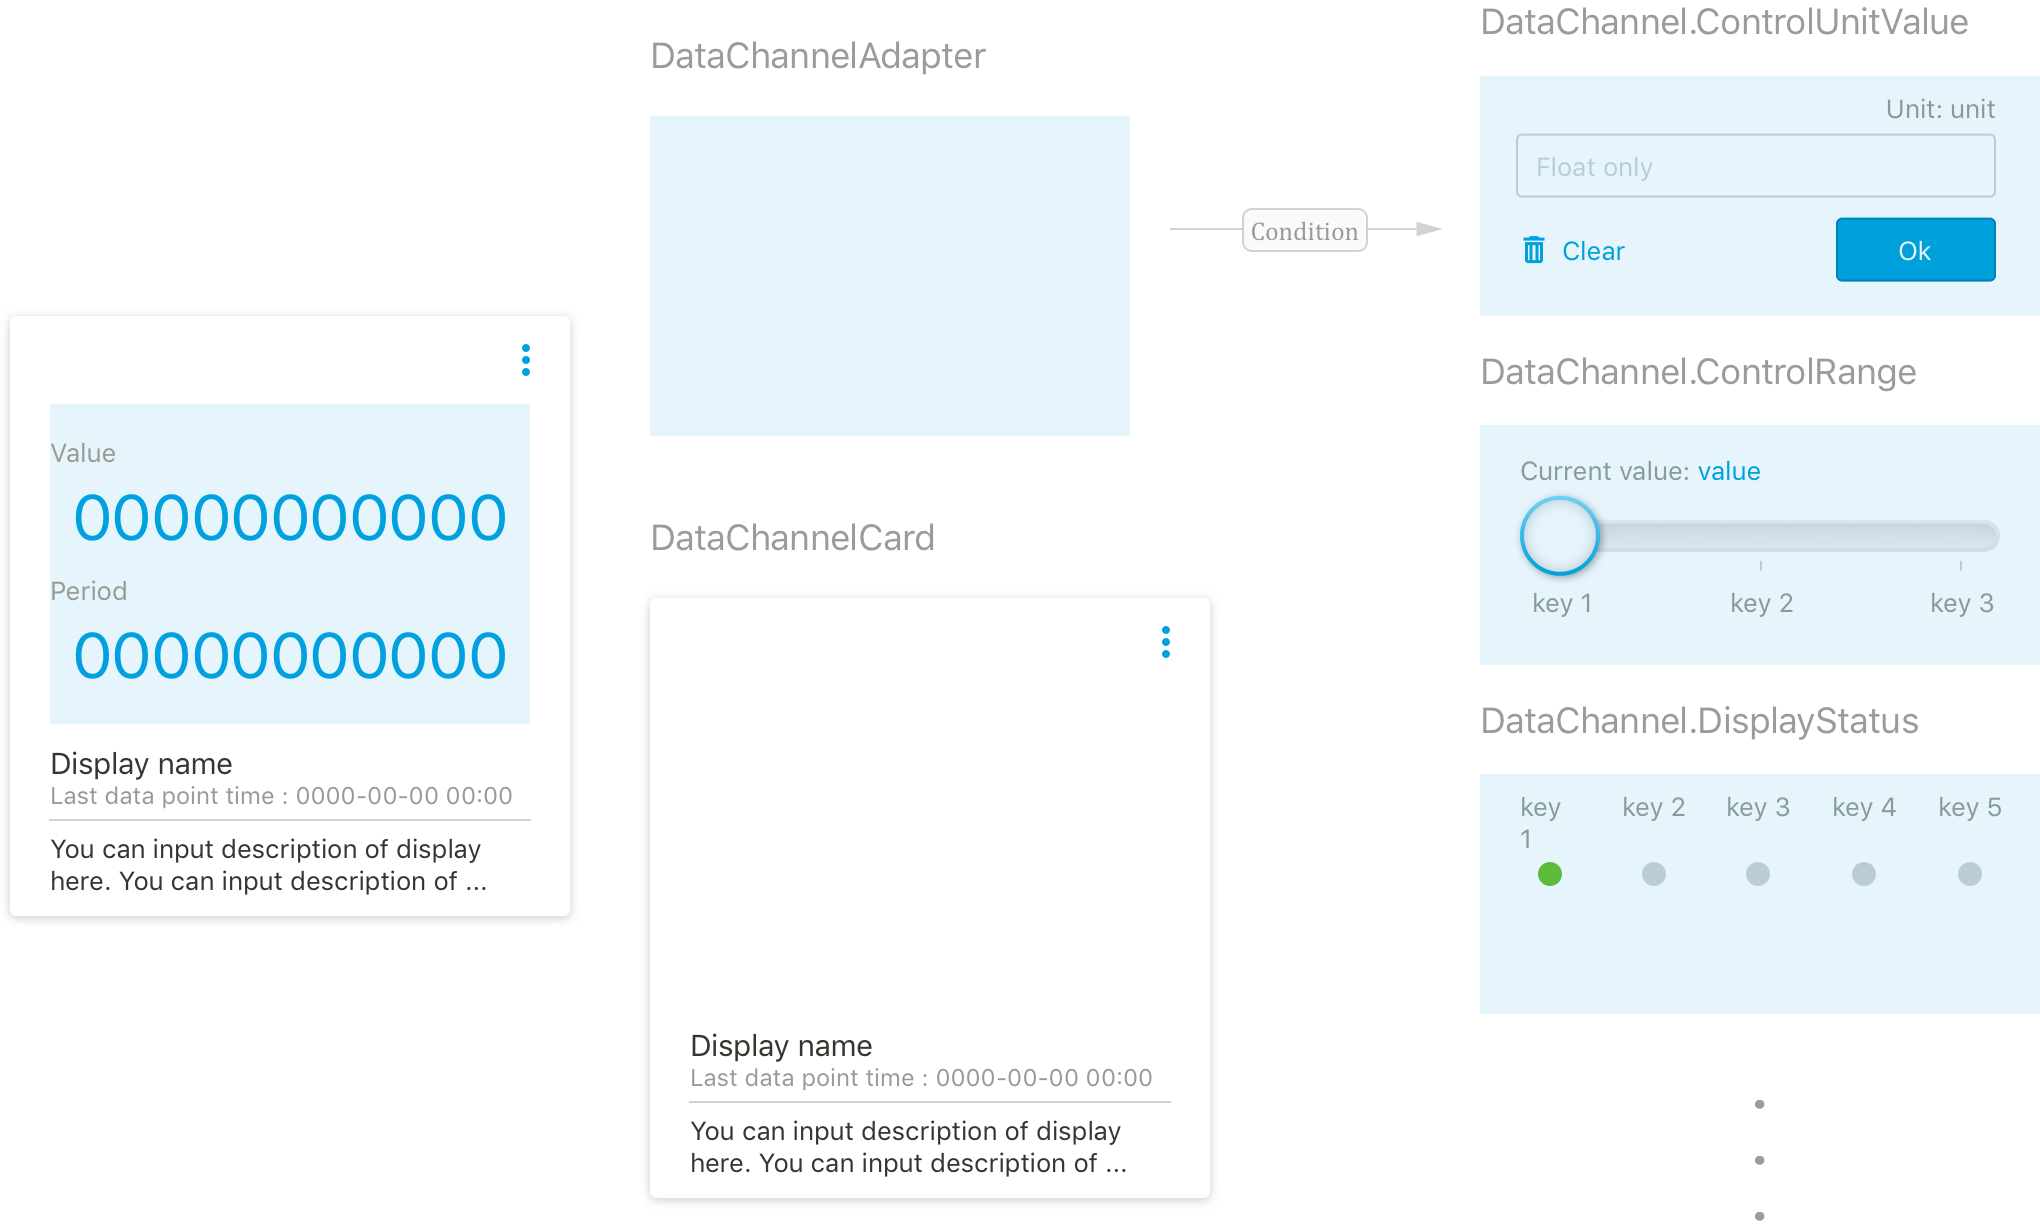 Value
00000000000
Period
00000000000
Display name
Last data point time : 0000-00-00 00:00
You can input description of display
here. You can input description of ...
DataChannelAdapter
DataChannelCard
Display name
Last data point time : 0000-00-00 00:00
You can input description of display
here. You can input description of ...
Condition
DataChannel.ControlUnitValue
Unit: unit
Float only
Clear
Ok
DataChannel.ControlRange
Current value: value
key 1 key 2 key 3
DataChannel.DisplayStatus
key 2 key 3 key 4 key 5
key
1